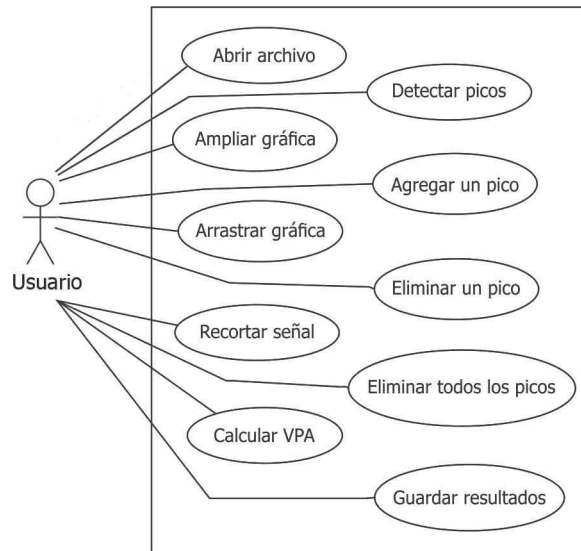 Abrir archivo
Detectar picos
Ampliar gráfica
Agregar un pico
Arrastrar gráfica
Usuario
Eliminar un pico
Recortar señal
Eliminar todos los picos
Calcular VPA
Guardar resultados